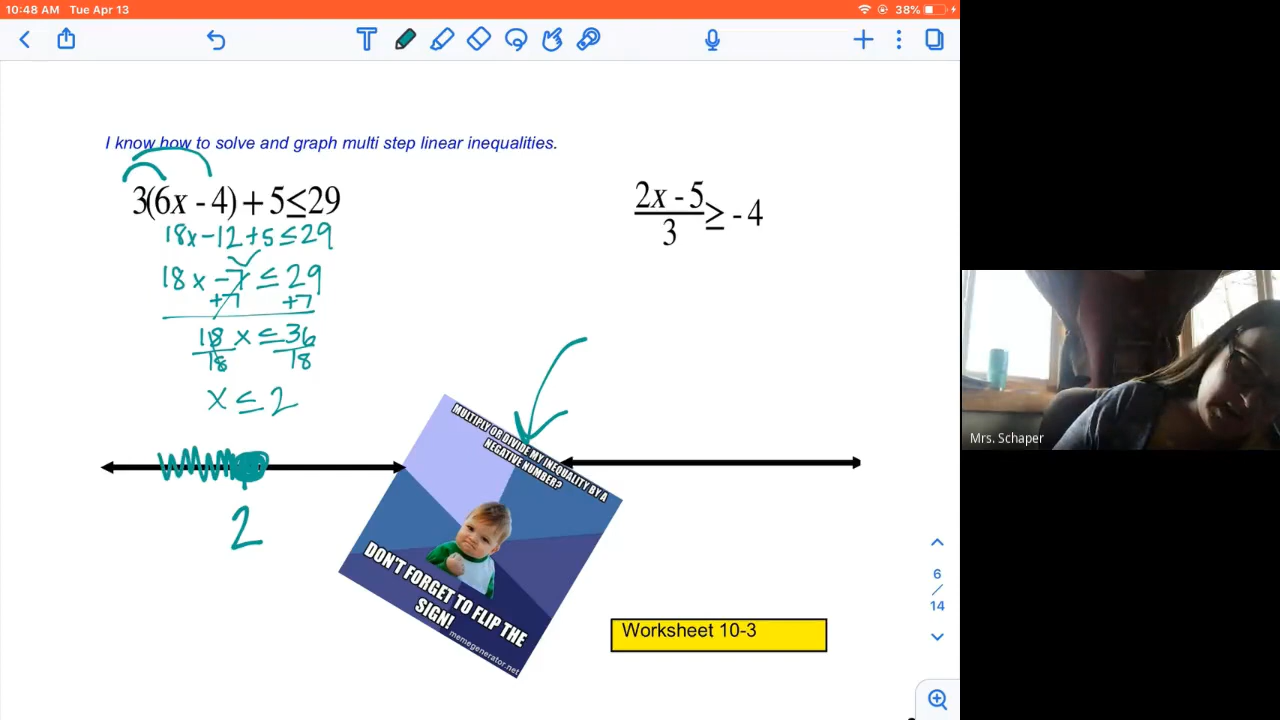 10:48 AM Tue Apr 13
38%
I know how to solve and graph multi step linear inequalities.
3(6x - 4) + 5 ≤ 29
18x - 12 + 5 ≤ 29
18x - 7 ≤ 29
+7 +7
18x ≤ 36
18 18
x ≤ 2
2
2x - 5
3
≥ - 4
MULTIPLY OR DIVIDE MY INEQUALITY BY A
NEGATIVE NUMBER?
DON'T FORGET TO FLIP THE
SIGN!
memegenerator.net
Worksheet 10-3
6
/
14
Mrs. Schaper